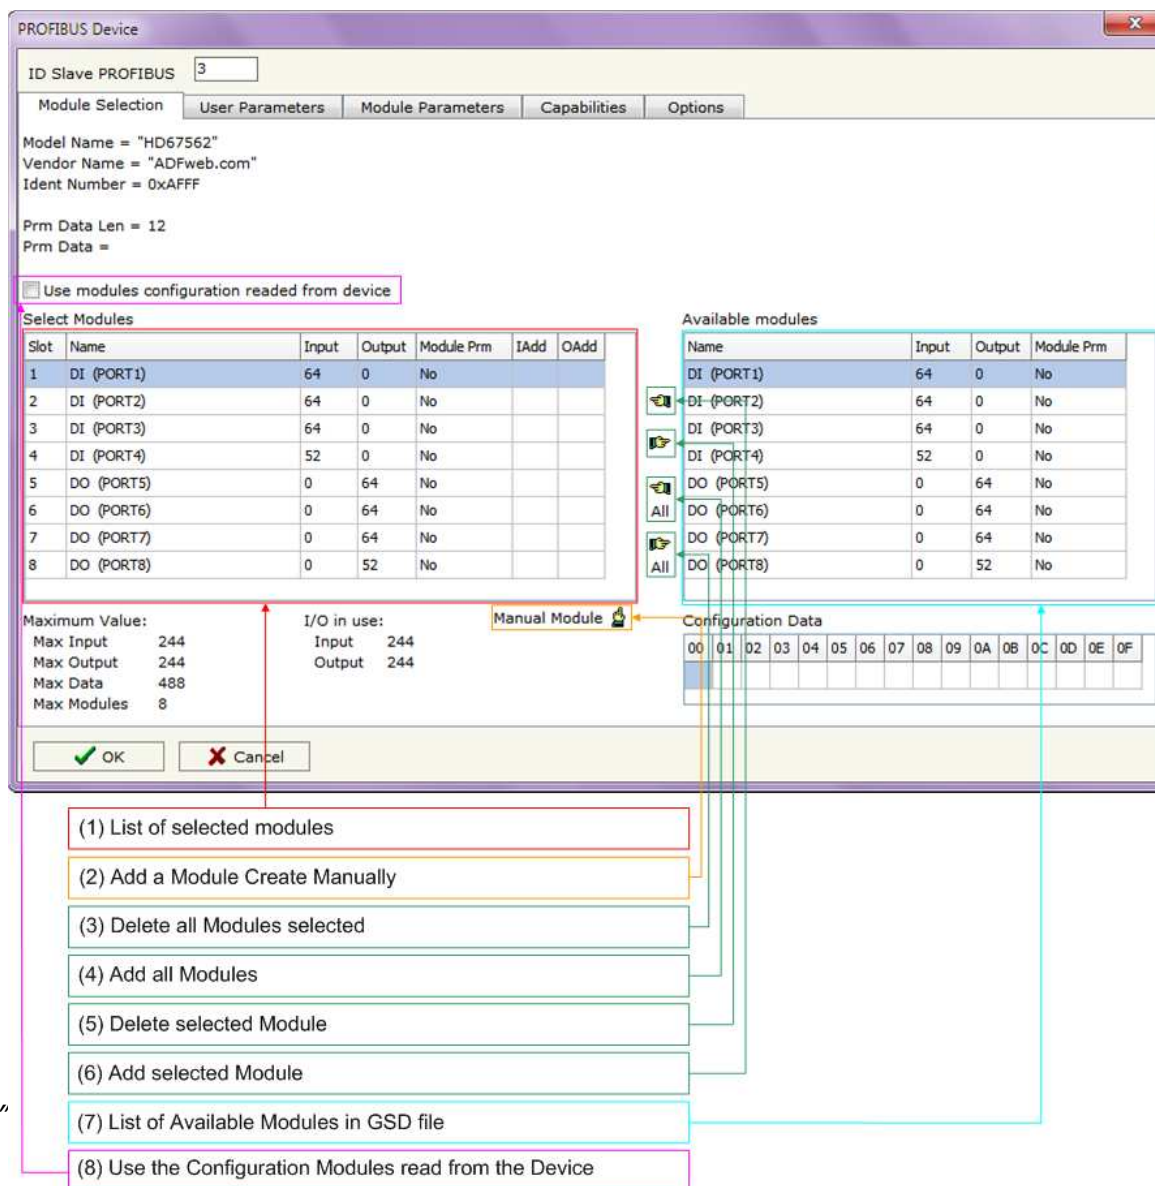 PROFIBUS Device
ID Slave PROFIBUS 3
Module Selection User Parameters Module Parameters Capabilities Options
Model Name = "HD67562"
Vendor Name = "ADFweb.com"
Ident Number = 0xAFFF
Prm Data Len = 12
Prm Data =
Use modules configuration readed from device
Select Modules
Slot Name Input Output Module Prm IAdd OAdd
1 DI (PORT1) 64 0 No
2 DI (PORT2) 64 0 No
3 DI (PORT3) 64 0 No
4 DI (PORT4) 52 0 No
5 DO (PORT5) 0 64 No
6 DO (PORT6) 0 64 No
7 DO (PORT7) 0 64 No
8 DO (PORT8) 0 52 No
All
All
Available modules
Name Input Output Module Prm
DI (PORT1) 64 0 No
DI (PORT2) 64 0 No
DI (PORT3) 64 0 No
DI (PORT4) 52 0 No
DO (PORT5) 0 64 No
DO (PORT6) 0 64 No
DO (PORT7) 0 64 No
DO (PORT8) 0 52 No
Maximum Value:
Max Input 244
Max Output 244
Max Data 488
Max Modules 8
I/O in use:
Input 244
Output 244
Manual Module
Configuration Data
00 01 02 03 04 05 06 07 08 09 0A 0B 0C 0D 0E 0F
OK Cancel
(1) List of selected modules
(2) Add a Module Create Manually
(3) Delete all Modules selected
(4) Add all Modules
(5) Delete selected Module
(6) Add selected Module
"
(7) List of Available Modules in GSD file
(8) Use the Configuration Modules read from the Device